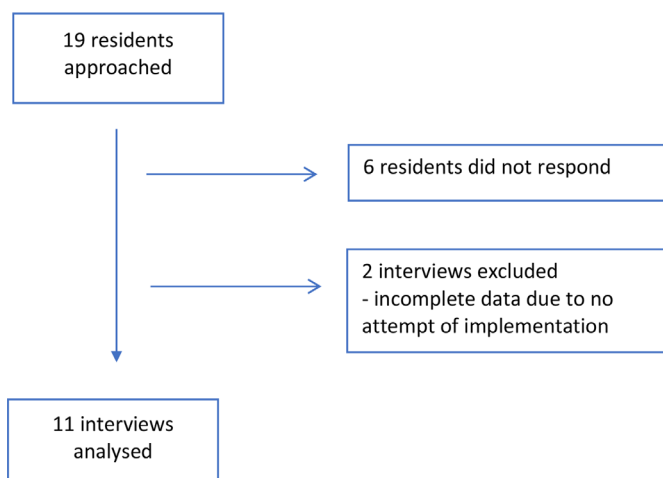 19 residents
approached
6 residents did not respond
2 interviews excluded
- incomplete data due to no
attempt of implementation
11 interviews
analysed